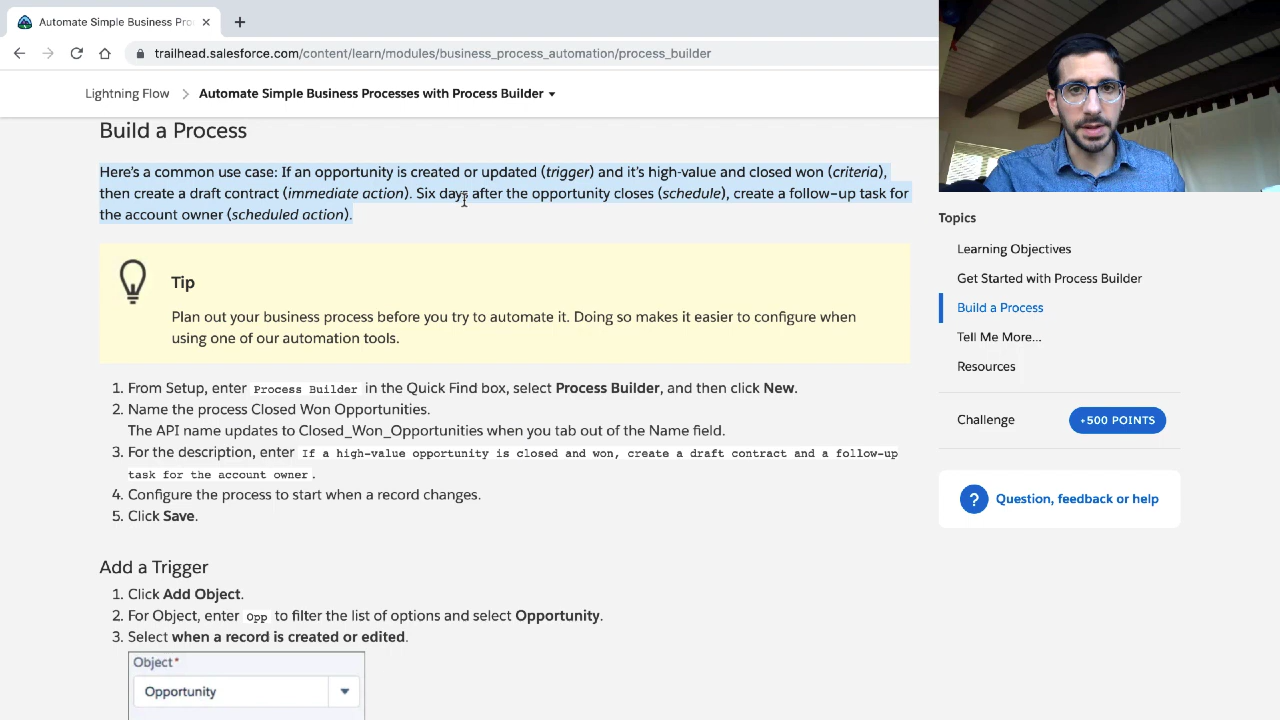 Automate Simple Business Pro
trailhead.salesforce.com/content/learn/modules/business_process_automation/process_builder
Lightning Flow
Automate Simple Business Processes with Process Builder
Build a Process
Here's a common use case: If an opportunity is created or updated (trigger) and it's high-value and closed won (criteria),
then create a draft contract (immediate action). Six days after the opportunity closes (schedule), create a follow-up task for
the account owner (scheduled action).
Tip
Plan out your business process before you try to automate it. Doing so makes it easier to configure when
using one of our automation tools.
1. From Setup, enter Process Builder in the Quick Find box, select Process Builder, and then click New.
2. Name the process Closed Won Opportunities.
The API name updates to Closed_Won_Opportunities when you tab out of the Name field.
3. For the description, enter If a high-value opportunity is closed and won, create a draft contract and a follow-up
task for the account owner.
4. Configure the process to start when a record changes.
5. Click Save.
Add a Trigger
1. Click Add Object.
2. For Object, enter Opp to filter the list of options and select Opportunity.
3. Select when a record is created or edited.
Object*
Opportunity
Topics
Learning Objectives
Get Started with Process Builder
Build a Process
Tell Me More...
Resources
Challenge
+500 POINTS
? Question, feedback or help